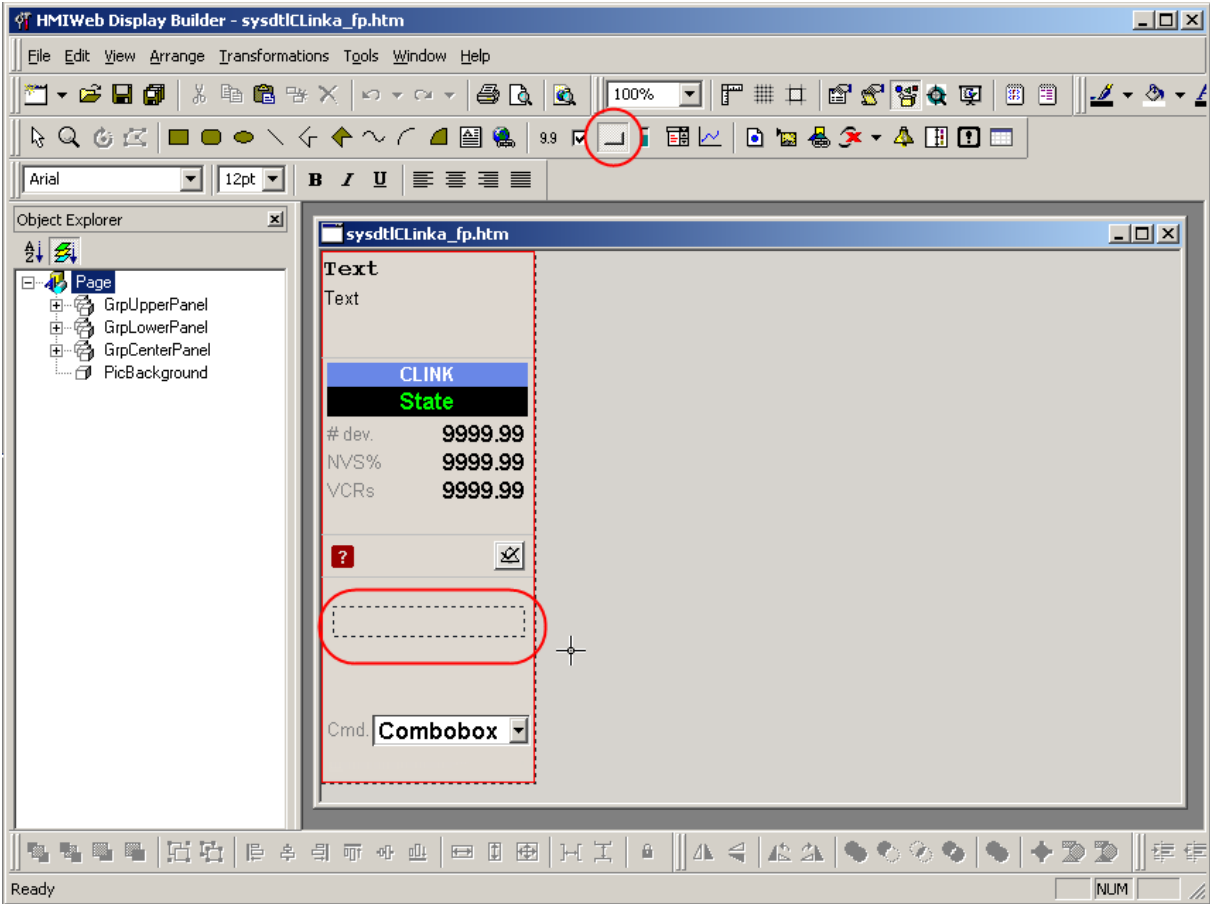 HMIWeb Display Builder - sysdtlCLinka_fp.htm
File Edit View Arrange Transformations Tools Window Help
100%
9.9
Arial 12pt B I U
Object Explorer
Page
GrpUpperPanel
GrpLowerPanel
GrpCenterPanel
PicBackground
sysdtlCLinka_fp.htm
Text
Text
CLINK
State
# dev. 9999.99
NVS% 9999.99
VCRs 9999.99
?
Cmd. Combobox
Ready NUM